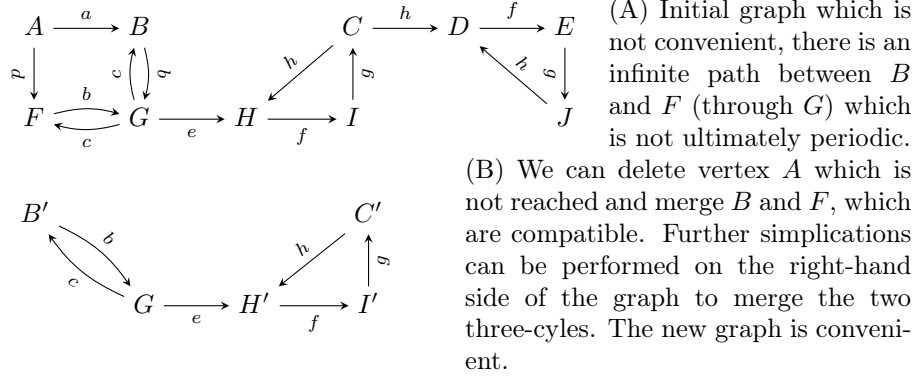 A a B C h D f E
d c b h g h g
F b c G e H f I J
(A) Initial graph which is
not convenient, there is an
infinite path between B
and F (through G) which
is not ultimately periodic.
(B) We can delete vertex A which is
not reached and merge B and F, which
are compatible. Further simplications
can be performed on the right-hand
side of the graph to merge the two
three-cyles. The new graph is conveni-
ent.
B′ C′
b c h g
G e H′ f I′